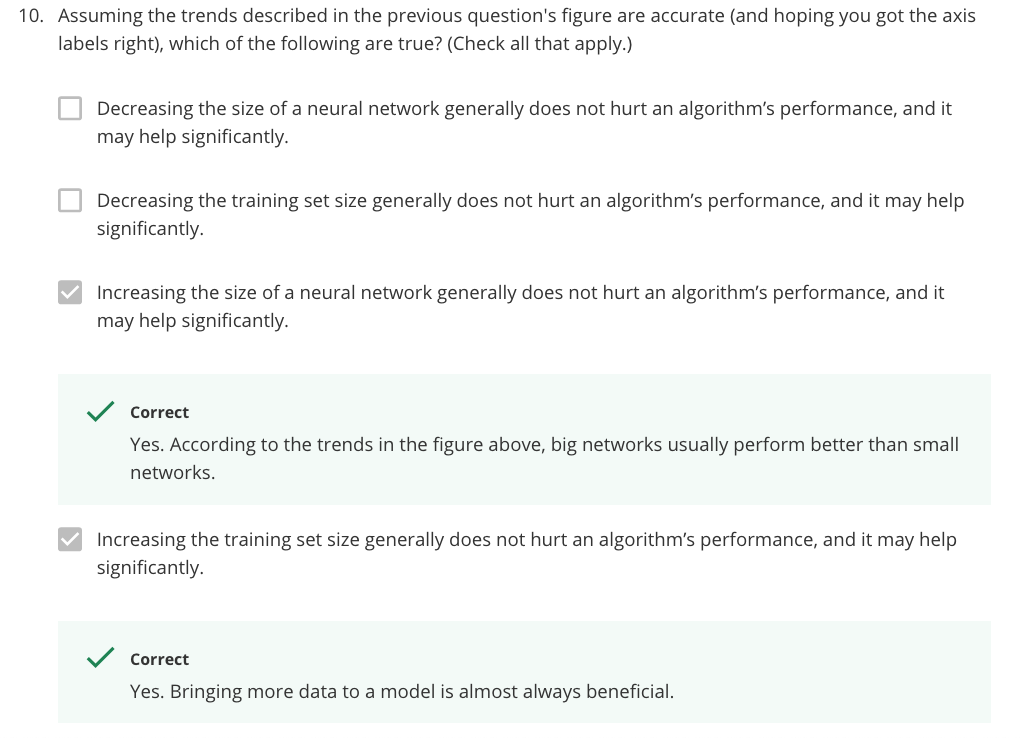 10. Assuming the trends described in the previous question's figure are accurate (and hoping you got the axis
labels right), which of the following are true? (Check all that apply.)
Decreasing the size of a neural network generally does not hurt an algorithm’s performance, and it
may help significantly.
Decreasing the training set size generally does not hurt an algorithm’s performance, and it may help
significantly.
Increasing the size of a neural network generally does not hurt an algorithm’s performance, and it
may help significantly.
Correct
Yes. According to the trends in the figure above, big networks usually perform better than small
networks.
Increasing the training set size generally does not hurt an algorithm’s performance, and it may help
significantly.
Correct
Yes. Bringing more data to a model is almost always beneficial.